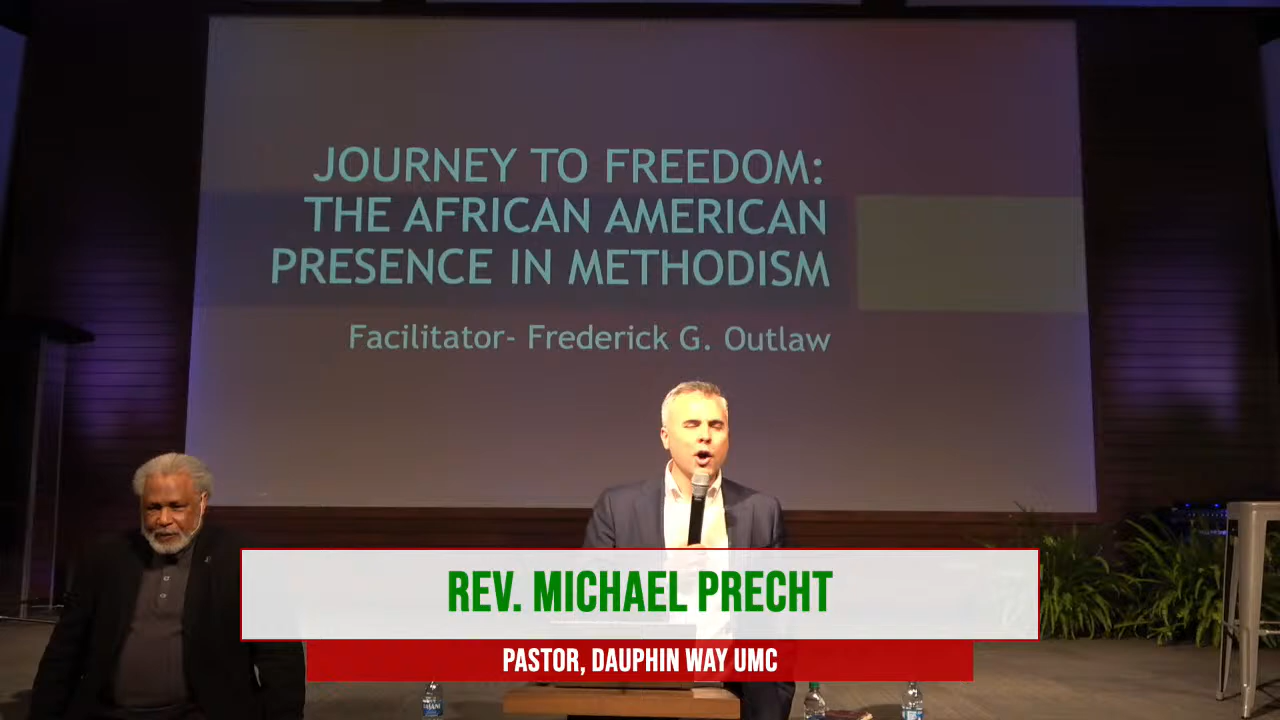 JOURNEY TO FREEDOM:
THE AFRICAN AMERICAN
PRESENCE IN METHODISM
Facilitator- Frederick G. Outlaw
REV. MICHAEL PRECHT
PASTOR, DAUPHIN WAY UMC
DASANI